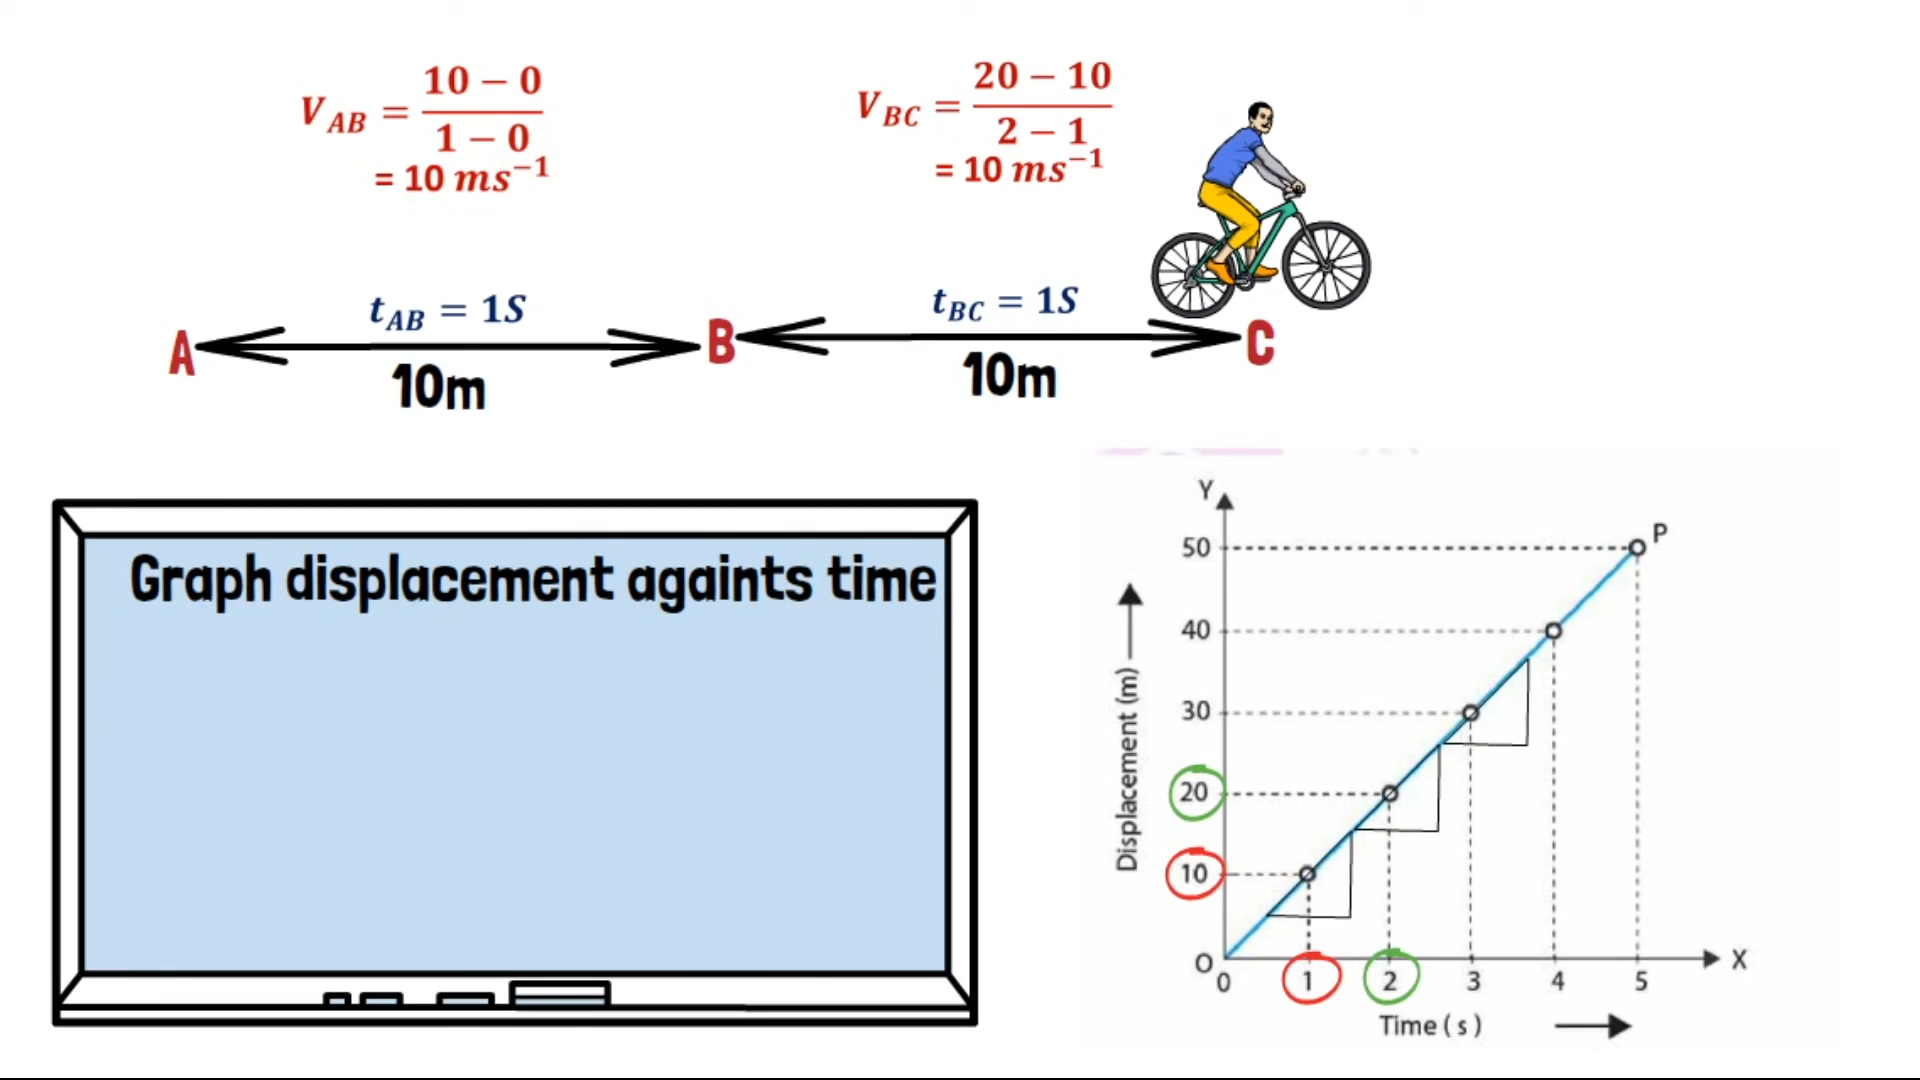 V_AB = (10 − 0)/(1 − 0)
= 10 ms⁻¹
V_BC = (20 − 10)/(2 − 1)
= 10 ms⁻¹
t_AB = 1S
t_BC = 1S
A
B
C
10m
10m
Graph displacement againts time
Y
50
P
40
30
20
10
O
X
0 1 2 3 4 5
Displacement (m)
Time ( s )